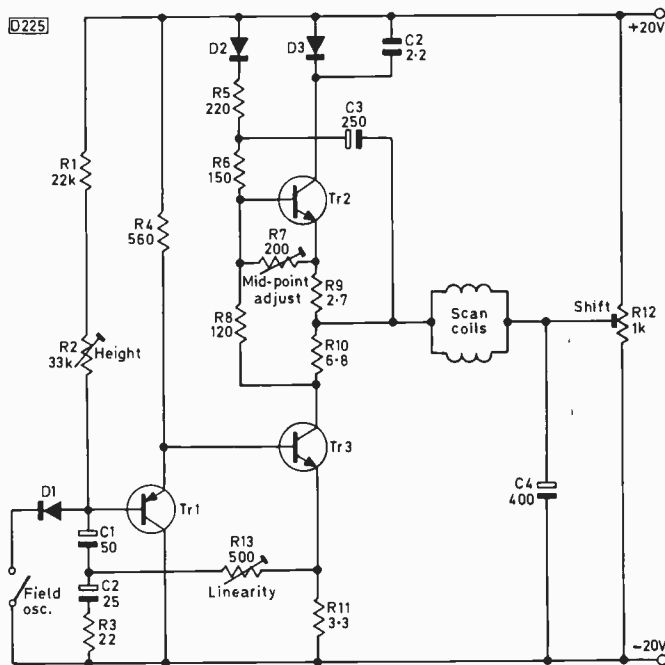 D225
+20V
D2
D3
C2
2·2
R5
220
C3
250
R1
22k
R6
150
Tr2
R4
560
R7
200
Mid-point
adjust
R9
2·7
Scan
coils
Shift
R12
1k
R8
120
R10
6·8
R2
33k
Height
Tr3
D1
Tr1
C4
400
C1
50
R13
500
Linearity
C2
25
Field
osc.
R3
22
R11
3·3
-20V